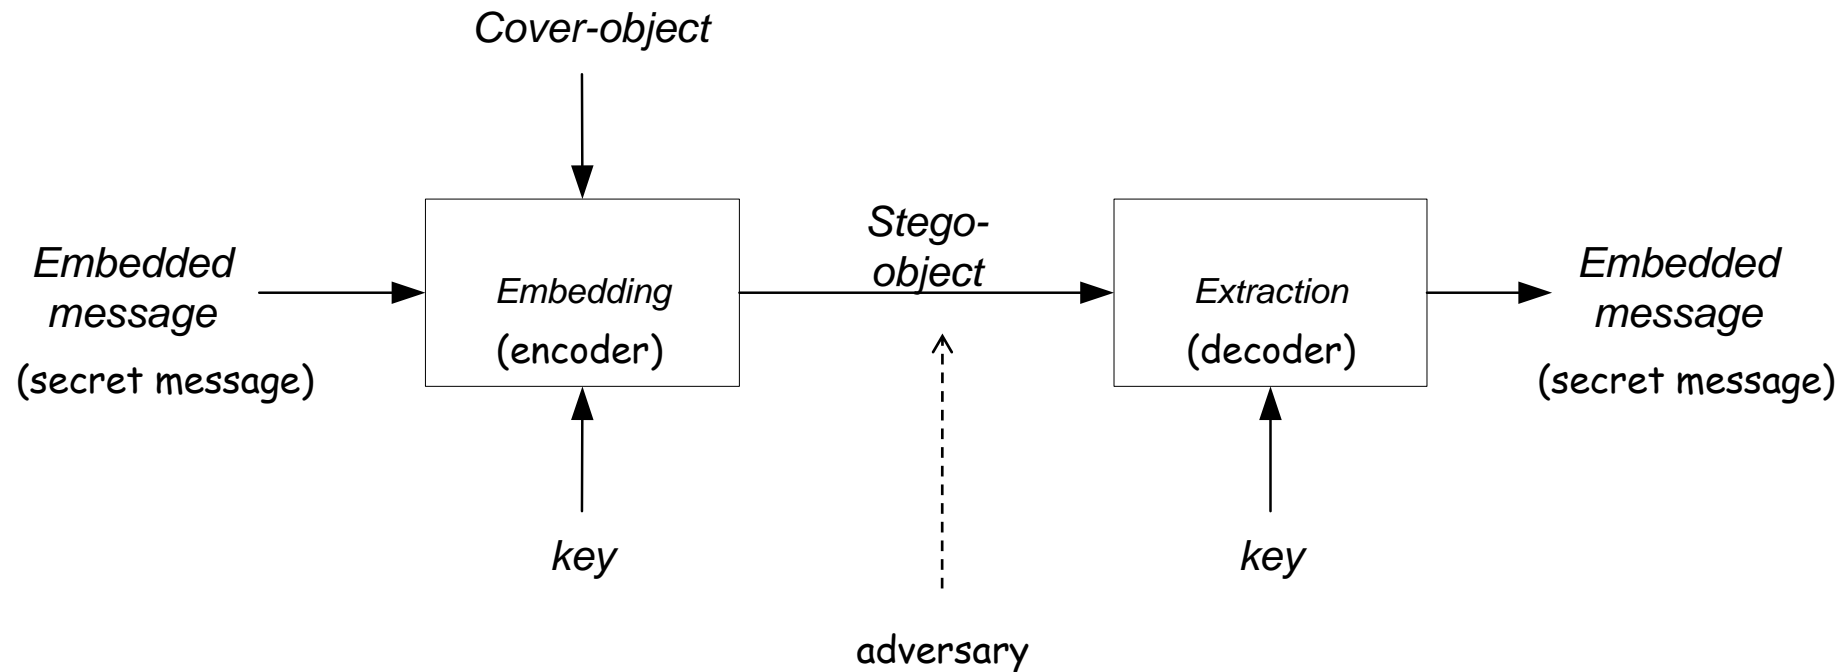 Cover-object
Embedded
message
(secret message)
Embedding
(encoder)
key
Stego-
object
adversary
Extraction
(decoder)
key
Embedded
message
(secret message)